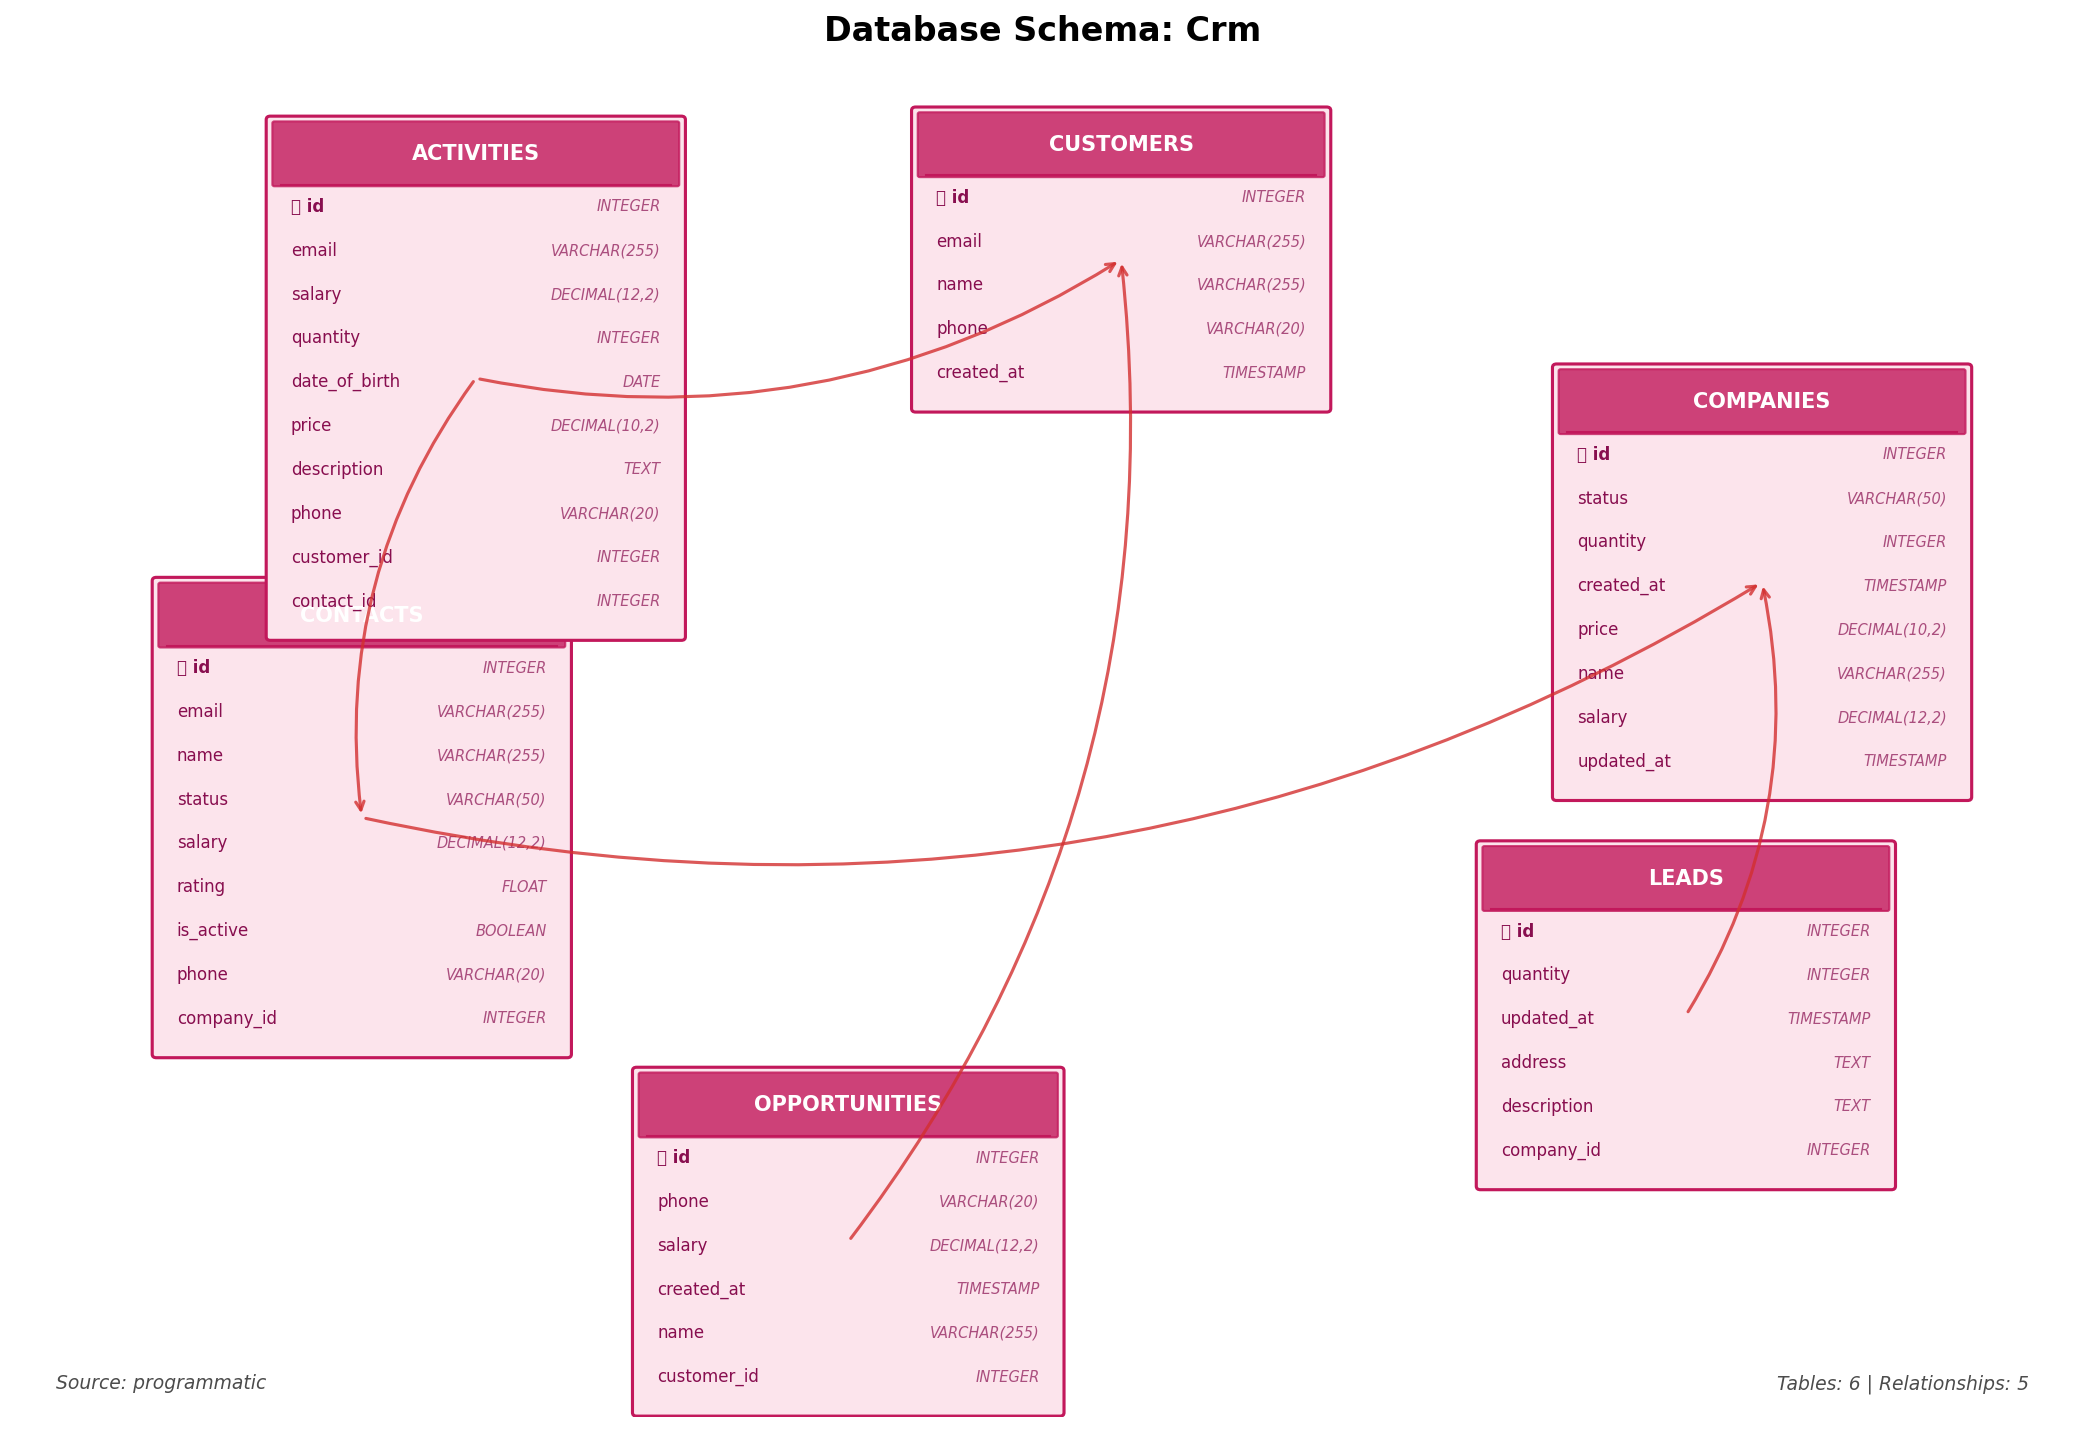 Database Schema: Crm
ACTIVITIES
id INTEGER
email VARCHAR(255)
salary DECIMAL(12,2)
quantity INTEGER
date_of_birth DATE
price DECIMAL(10,2)
description TEXT
phone VARCHAR(20)
customer_id INTEGER
contact_id INTEGER
CUSTOMERS
id INTEGER
email VARCHAR(255)
name VARCHAR(255)
phone VARCHAR(20)
created_at TIMESTAMP
COMPANIES
id INTEGER
status VARCHAR(50)
quantity INTEGER
created_at TIMESTAMP
price DECIMAL(10,2)
name VARCHAR(255)
salary DECIMAL(12,2)
updated_at TIMESTAMP
CONTACTS
id INTEGER
email VARCHAR(255)
name VARCHAR(255)
status VARCHAR(50)
salary DECIMAL(12,2)
rating FLOAT
is_active BOOLEAN
phone VARCHAR(20)
company_id INTEGER
LEADS
id INTEGER
quantity INTEGER
updated_at TIMESTAMP
address TEXT
description TEXT
company_id INTEGER
OPPORTUNITIES
id INTEGER
phone VARCHAR(20)
salary DECIMAL(12,2)
created_at TIMESTAMP
name VARCHAR(255)
customer_id INTEGER
Source: programmatic
Tables: 6 | Relationships: 5